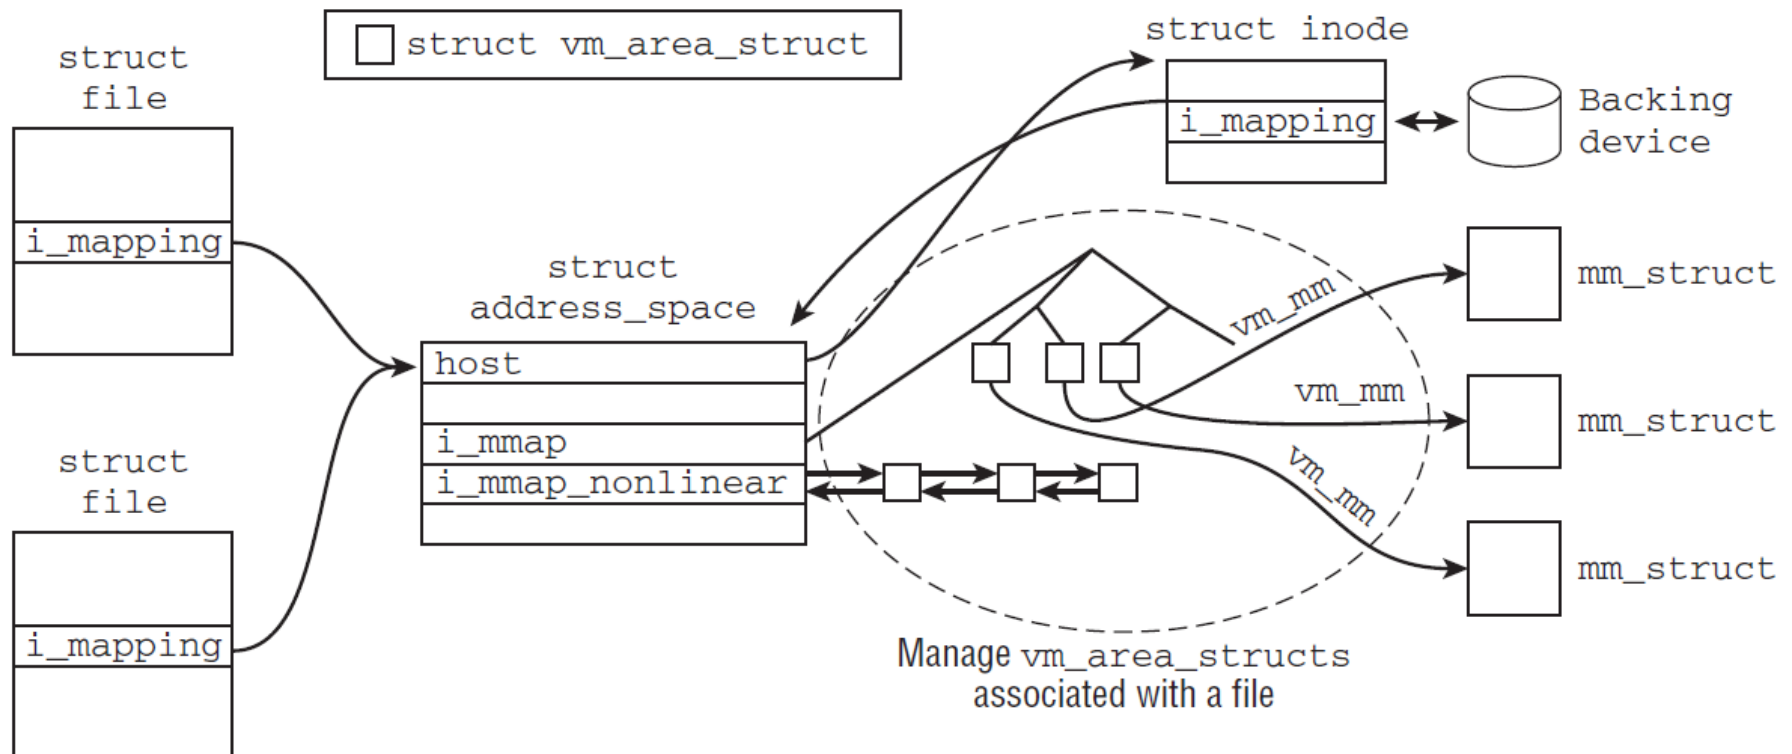 struct
file
i_mapping
struct
file
i_mapping
struct vm_area_struct
struct
address_space
host
i_mmap
i_mmap_nonlinear
struct inode
i_mapping
Backing
device
vm_mm
vm_mm
vm_mm
mm_struct
mm_struct
mm_struct
Manage vm_area_structs
associated with a file